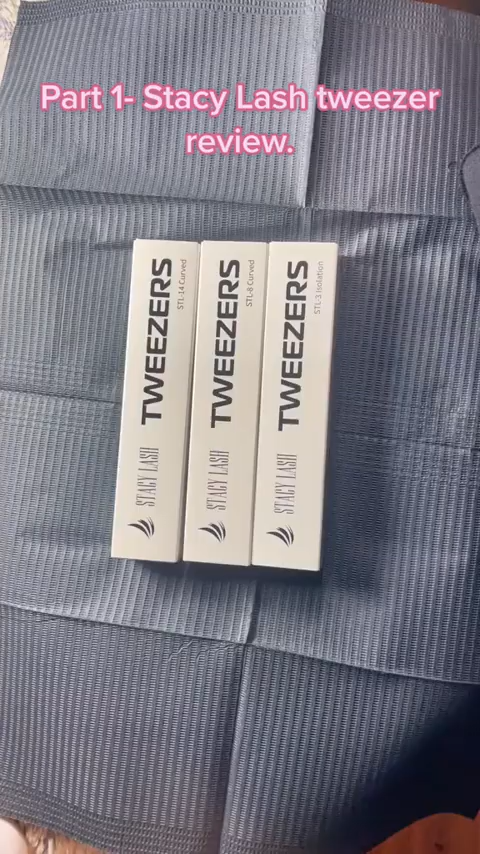 Part 1- Stacy Lash tweezer
review.
STACY LASH TWEEZERS STL-14 Curved
STACY LASH TWEEZERS STL-8 Curved
STACY LASH TWEEZERS STL-3 Isolation